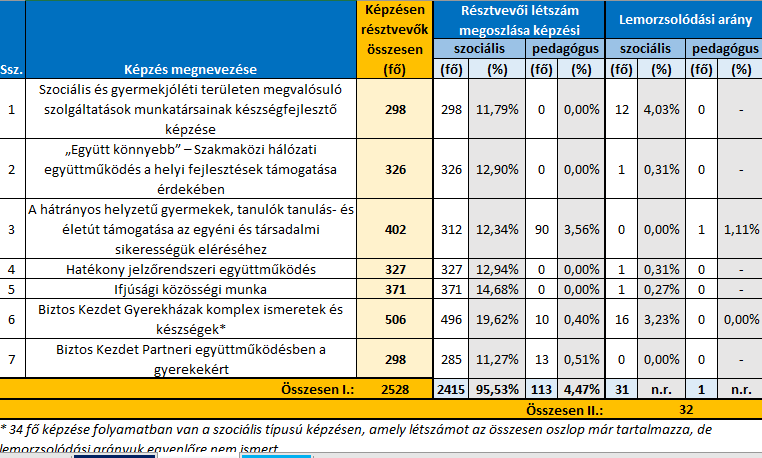 Ssz. Képzés megnevezése Képzésen résztvevők összesen (fő) Résztvevői létszám megoszlása képzési Lemorzsolódási arány
szociális pedagógus szociális pedagógus
(fő) (%) (fő) (%) (fő) (%) (fő) (%)
1 Szociális és gyermekjóléti területen megvalósuló szolgáltatások munkatársainak készségfejlesztő képzése 298 298 11,79% 0 0,00% 12 4,03% 0 -
2 „Együtt könnyebb” – Szakmaközi hálózati együttműködés a helyi fejlesztések támogatása érdekében 326 326 12,90% 0 0,00% 1 0,31% 0 -
3 A hátrányos helyzetű gyermekek, tanulók tanulás- és életút támogatása az egyéni és társadalmi sikerességük eléréséhez 402 312 12,34% 90 3,56% 0 0,00% 1 1,11%
4 Hatékony jelzőrendszeri együttműködés 327 327 12,94% 0 0,00% 1 0,31% 0 -
5 Ifjúsági közösségi munka 371 371 14,68% 0 0,00% 1 0,27% 0 -
6 Biztos Kezdet Gyerekházak komplex ismeretek és készségek* 506 496 19,62% 10 0,40% 16 3,23% 0 0,00%
7 Biztos Kezdet Partneri együttműködésben a gyerekekért 298 285 11,27% 13 0,51% 0 0,00% 0 -
Összesen I.: 2528 2415 95,53% 113 4,47% 31 n.r. 1 n.r.
Összesen II.: 32
* 34 fő képzése folyamatban van a szociális típusú képzésen, amely létszámot az összesen oszlop már tartalmazza, de
lemorzsolódási arányuk egyenlőre nem ismert